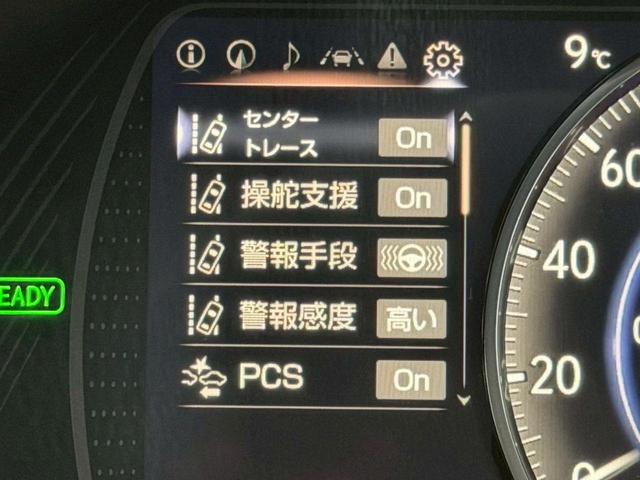 9℃
センター
トレース
On
操舵支援
On
警報手段
警報感度
高い
PCS
On
EADY
60
40
20
0